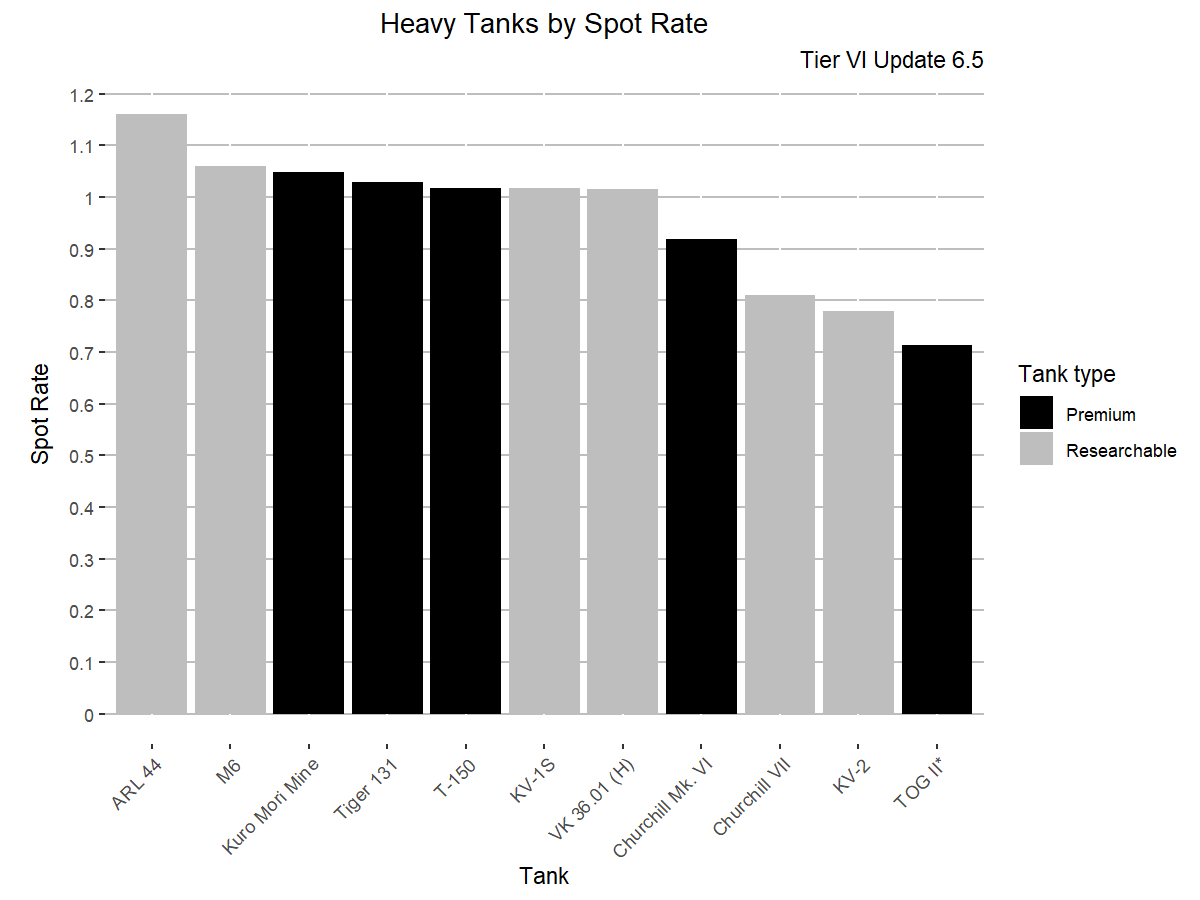 Heavy Tanks by Spot Rate
Tier VI Update 6.5
1.2
1.1
1
0.9
0.8
0.7
0.6
0.5
0.4
0.3
0.2
0.1
0
Spot Rate
ARL 44
M6
Kuro Mori Mine
Tiger 131
T-150
KV-1S
VK 36.01 (H)
Churchill Mk. VI
Churchill VII
KV-2
TOG II*
Tank
Tank type
Premium
Researchable